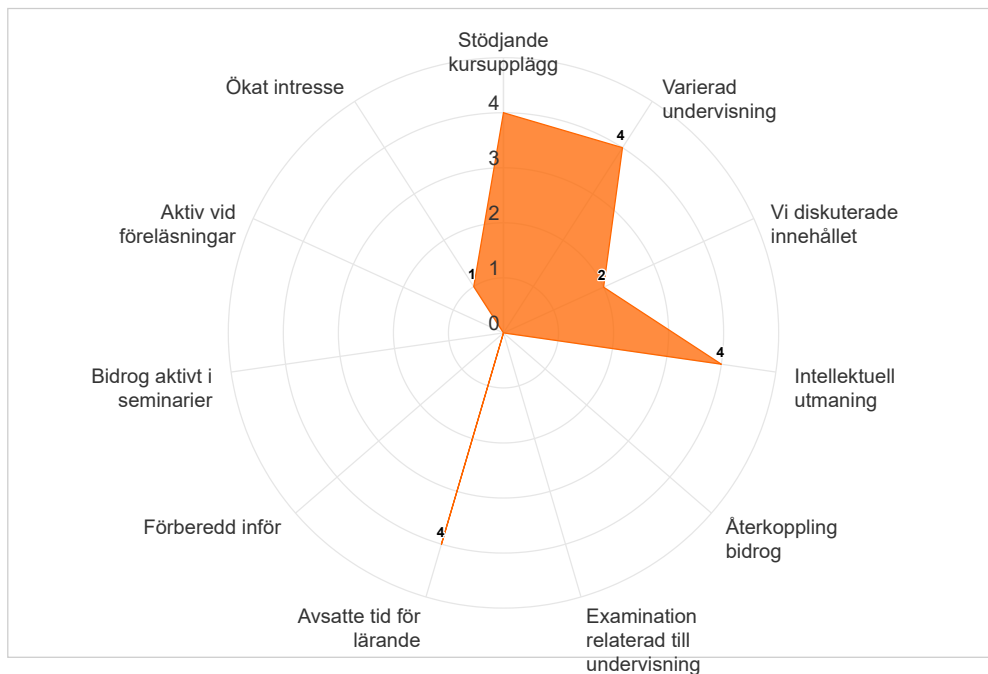 Stödjande
kursupplägg
Ökat intresse
Varierad
undervisning
4
4
3
Aktiv vid
föreläsningar
2
Vi diskuterade
innehållet
1
1
2
0
4
Bidrog aktivt i
seminarier
Intellektuell
utmaning
Förberedd inför
4
Återkoppling
bidrog
Avsatte tid för
lärande
Examination
relaterad till
undervisning